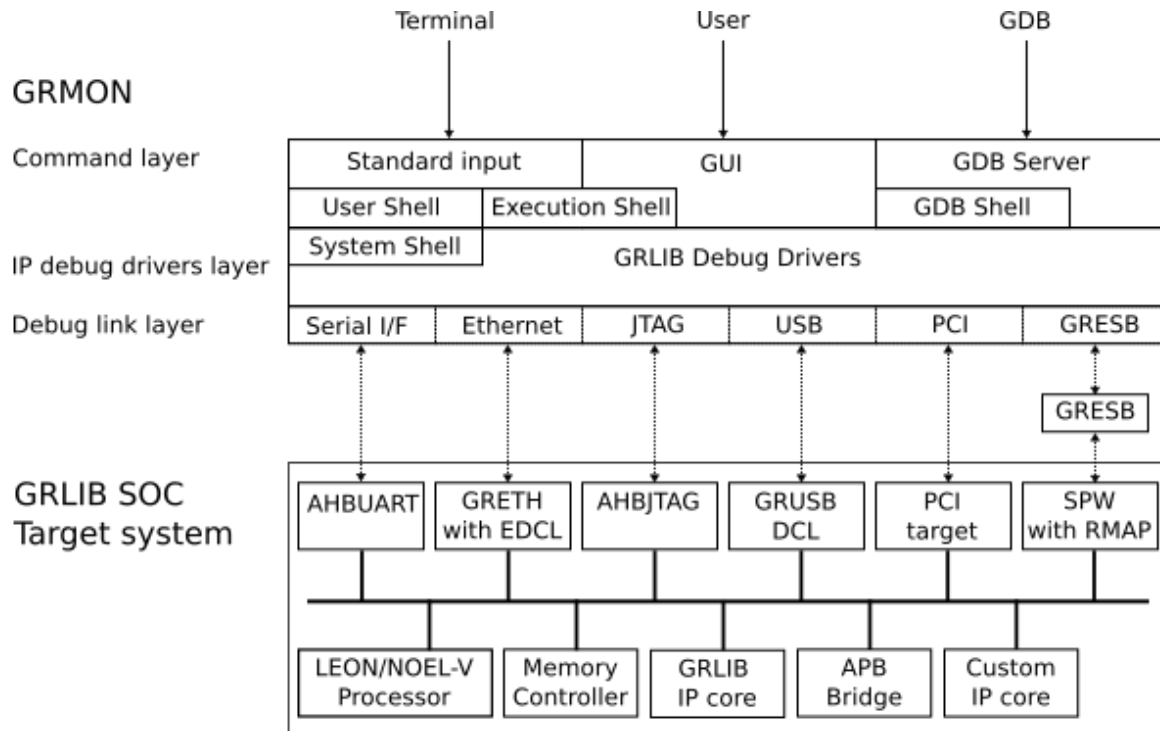 Terminal
User
GDB
GRMON
Command layer
Standard input
GUI
GDB Server
User Shell
Execution Shell
GDB Shell
System Shell
IP debug drivers layer
GRLIB Debug Drivers
Debug link layer
Serial I/F
Ethernet
JTAG
USB
PCI
GRESB
GRESB
GRLIB SOC
Target system
AHBUART
GRETH
with EDCL
AHBJTAG
GRUSB
DCL
PCI
target
SPW
with RMAP
LEON/NOEL-V
Processor
Memory
Controller
GRLIB
IP core
APB
Bridge
Custom
IP core